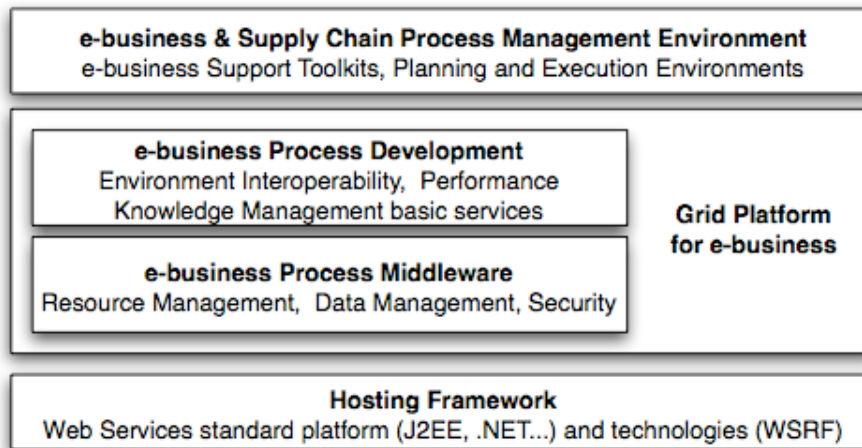 e-business & Supply Chain Process Management Environment
e-business Support Toolkits, Planning and Execution Environments
e-business Process Development
Environment Interoperability, Performance
Knowledge Management basic services
Grid Platform
for e-business
e-business Process Middleware
Resource Management, Data Management, Security
Hosting Framework
Web Services standard platform (J2EE, .NET...) and technologies (WSRF)